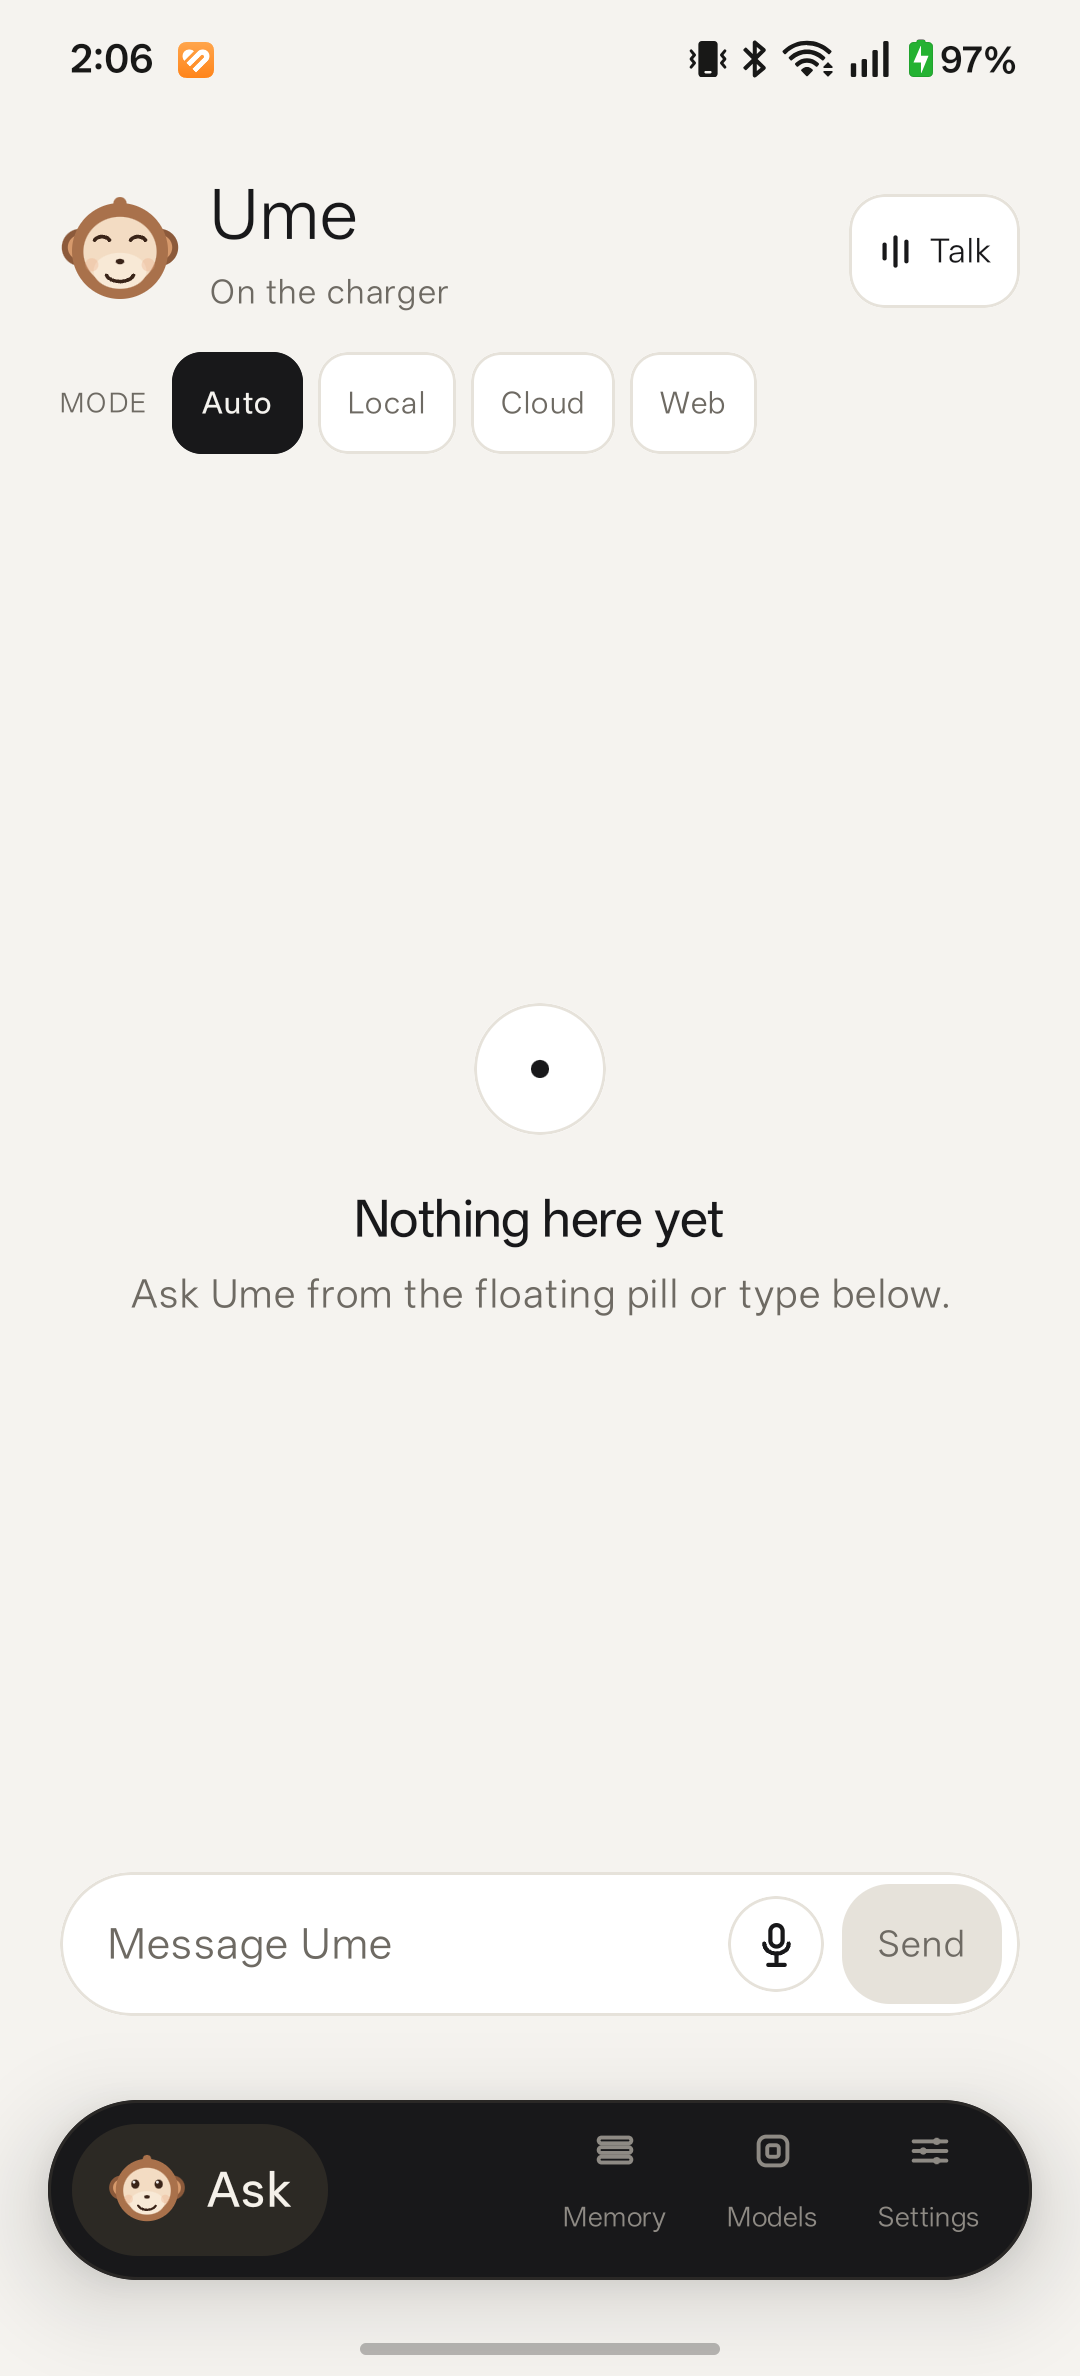 2:06
97%
Ume
On the charger
Talk
MODE
Auto
Local
Cloud
Web
Nothing here yet
Ask Ume from the floating pill or type below.
Message Ume
Send
Ask
Memory
Models
Settings